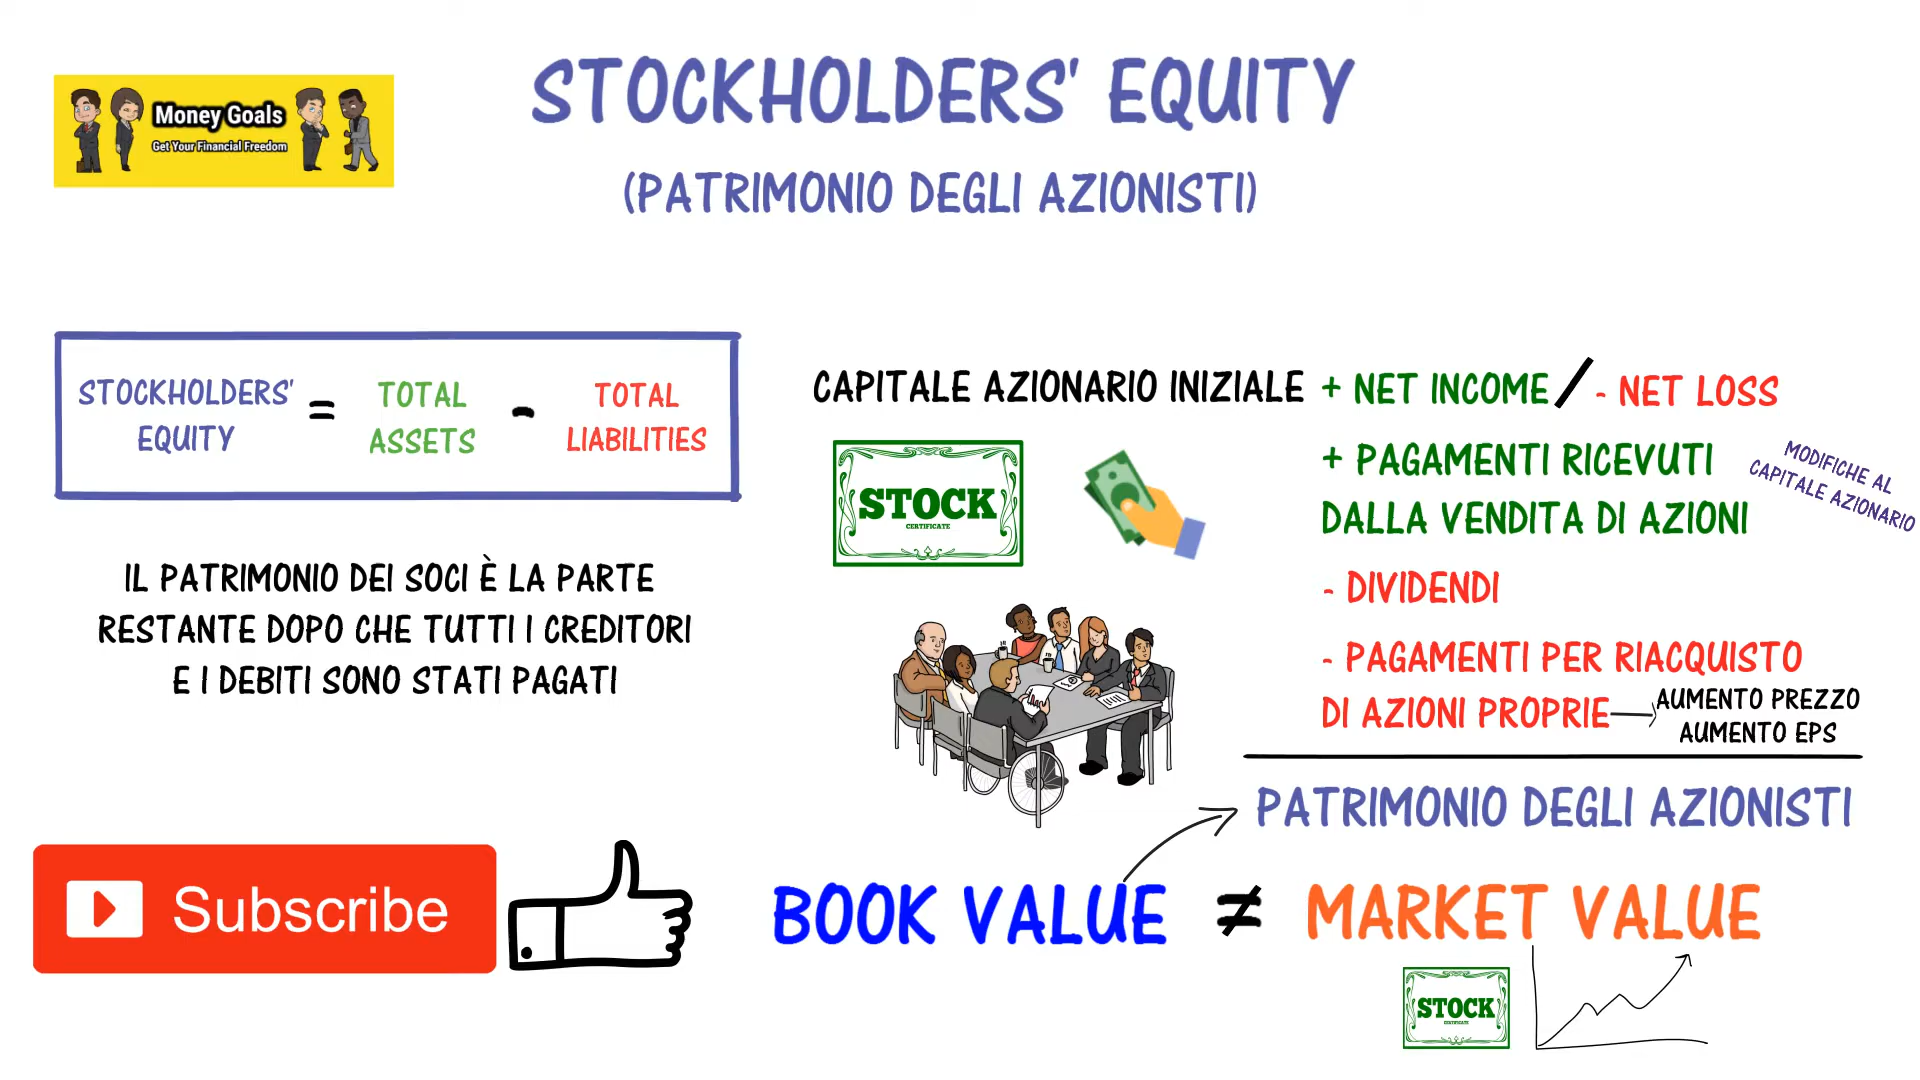 STOCKHOLDERS' EQUITY
(PATRIMONIO DEGLI AZIONISTI)
Money Goals
Get Your Financial Freedom
STOCKHOLDERS' EQUITY = TOTAL ASSETS - TOTAL LIABILITIES
IL PATRIMONIO DEI SOCI È LA PARTE
RESTANTE DOPO CHE TUTTI I CREDITORI
E I DEBITI SONO STATI PAGATI
CAPITALE AZIONARIO INIZIALE + NET INCOME / - NET LOSS
+ PAGAMENTI RICEVUTI
DALLA VENDITA DI AZIONI
MODIFICHE AL
CAPITALE AZIONARIO
- DIVIDENDI
- PAGAMENTI PER RIACQUISTO
DI AZIONI PROPRIE
AUMENTO PREZZO
AUMENTO EPS
STOCK
CERTIFICATE
PATRIMONIO DEGLI AZIONISTI
BOOK VALUE ≠ MARKET VALUE
Subscribe
STOCK
CERTIFICATE